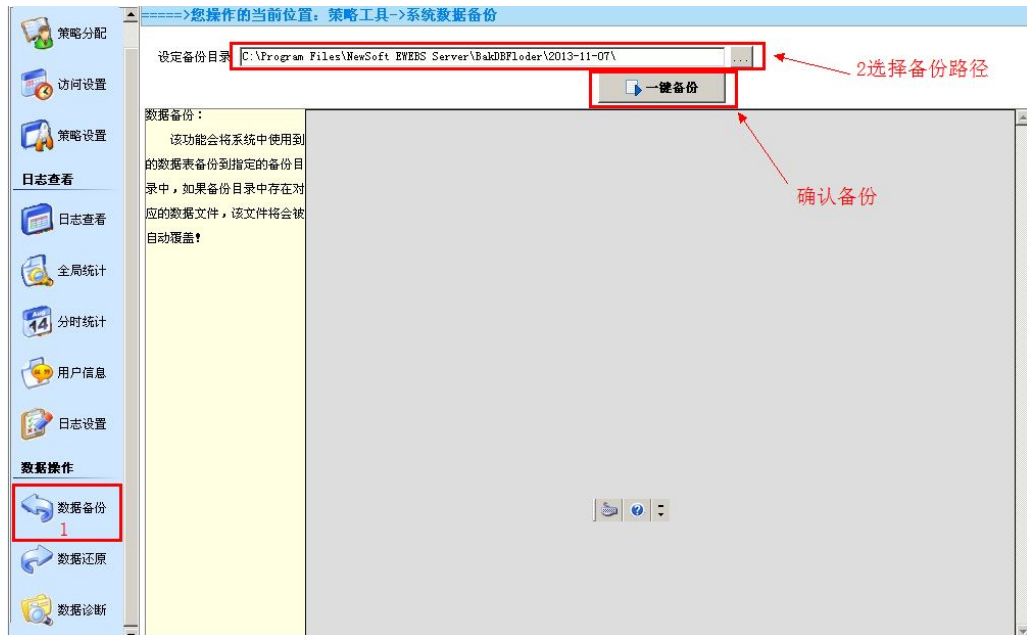 =====>您操作的当前位置：策略工具->系统数据备份
策略分配
访问设置
策略设置
日志查看
日志查看
全局统计
分时统计
用户信息
日志设置
数据操作
数据备份
1
数据还原
数据诊断
设定备份目录 C:\Program Files\NewSoft EWEBS Server\BakDBFloder\2013-11-07\ ...
2选择备份路径
一键备份
确认备份
数据备份：
该功能会将系统中使用到
的数据表备份到指定的备份目
录中，如果备份目录中存在对
应的数据文件，该文件将会被
自动覆盖！